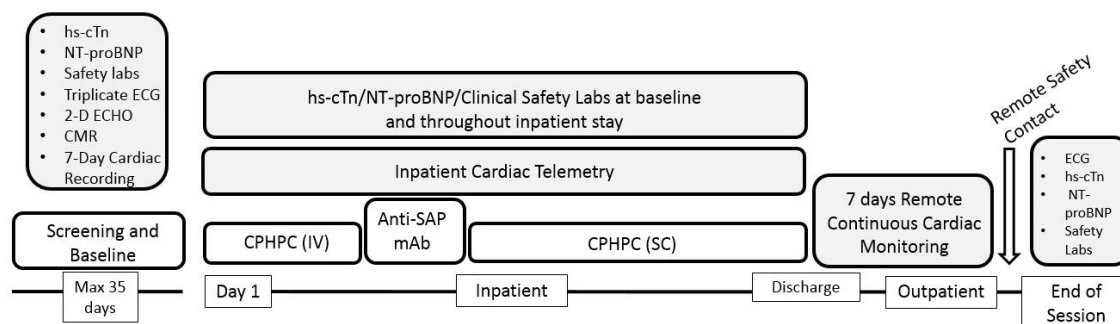 • hs-cTn
• NT-proBNP
• Safety labs
• Triplicate ECG
• 2-D ECHO
• CMR
• 7-Day Cardiac
Recording
Screening and
Baseline
Max 35
days
hs-cTn/NT-proBNP/Clinical Safety Labs at baseline
and throughout inpatient stay
Inpatient Cardiac Telemetry
CPHPC (IV)
Anti-SAP
mAb
CPHPC (SC)
Day 1
Inpatient
Discharge
7 days Remote
Continuous Cardiac
Monitoring
Outpatient
Remote Safety
Contact
• ECG
• hs-cTn
• NT-
proBNP
• Safety
Labs
End of
Session